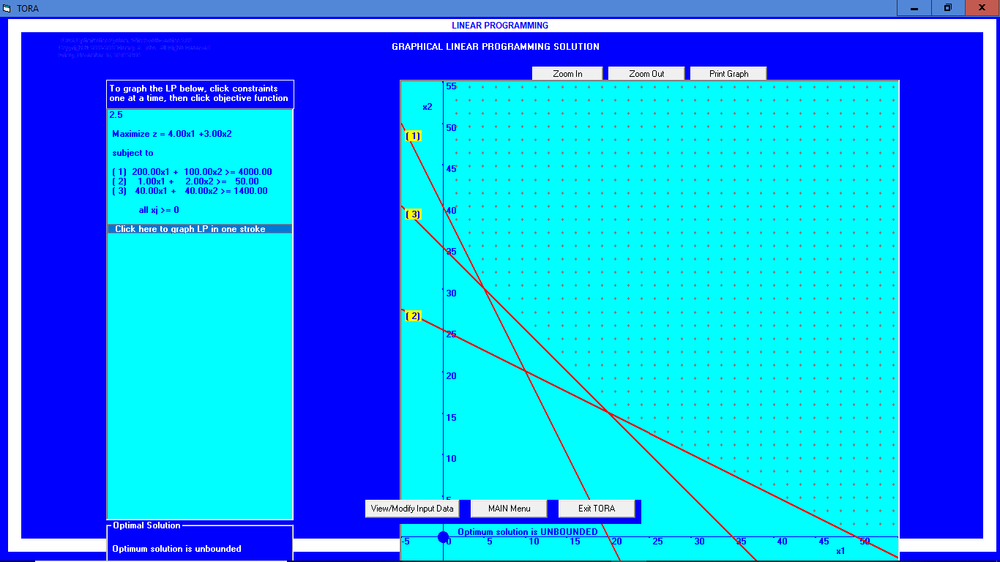 TORA
LINEAR PROGRAMMING
GRAPHICAL LINEAR PROGRAMMING SOLUTION
Zoom In Zoom Out Print Graph
To graph the LP below, click constraints
one at a time, then click objective function
2.5
Maximize z = 4.00x1 +3.00x2
subject to
( 1) 200.00x1 + 100.00x2 >= 4000.00
( 2) 1.00x1 + 2.00x2 >= 50.00
( 3) 40.00x1 + 40.00x2 >= 1400.00
all xj >= 0
Click here to graph LP in one stroke
x2
55
50
( 1)
45
40
( 3)
35
30
( 2)
25
20
15
10
5
View/Modify Input Data MAIN Menu Exit TORA
Optimum solution is UNBOUNDED
-5 0 5 10 15 20 25 30 35 40 45 50
x1
Optimal Solution
Optimum solution is unbounded